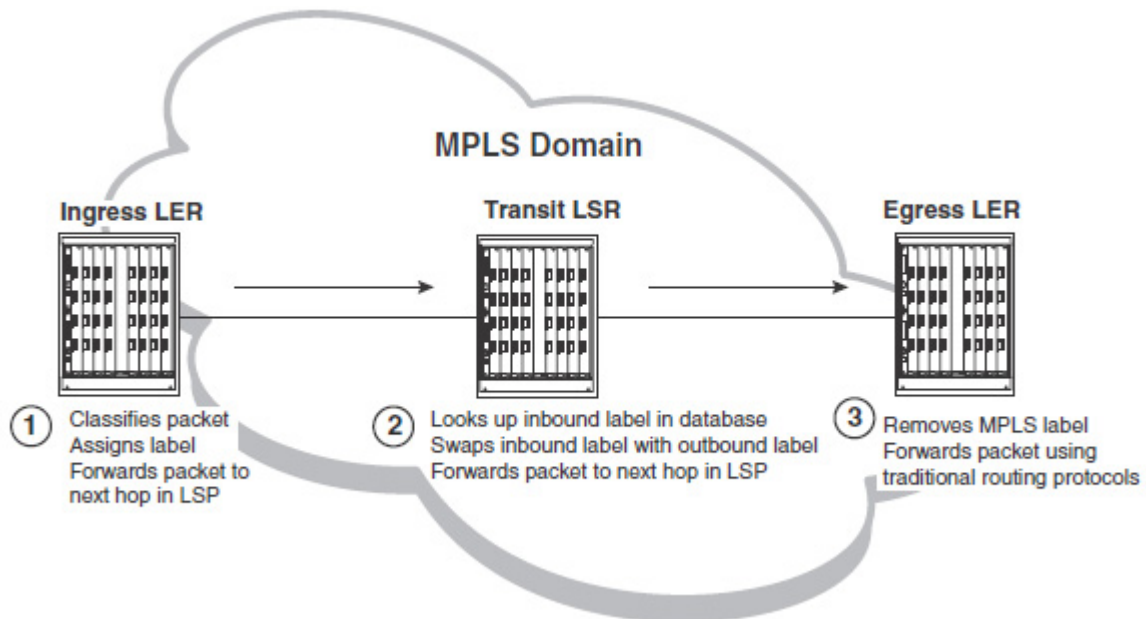 MPLS Domain
Ingress LER
Transit LSR
Egress LER
1
Classifies packet
Assigns label
Forwards packet to
next hop in LSP
2
Looks up inbound label in database
Swaps inbound label with outbound label
Forwards packet to next hop in LSP
3
Removes MPLS label
Forwards packet using
traditional routing protocols